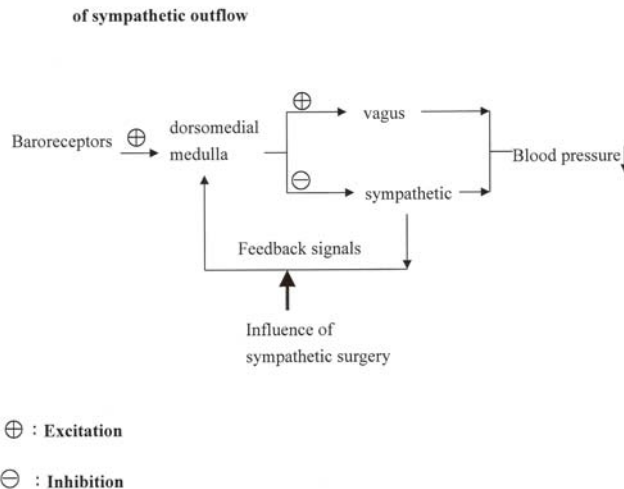 of sympathetic outflow
⊕
vagus
Baroreceptors ⊕ dorsomedial
medulla
Blood pressure
⊖
sympathetic
Feedback signals
Influence of
sympathetic surgery
⊕ : Excitation
⊖ : Inhibition